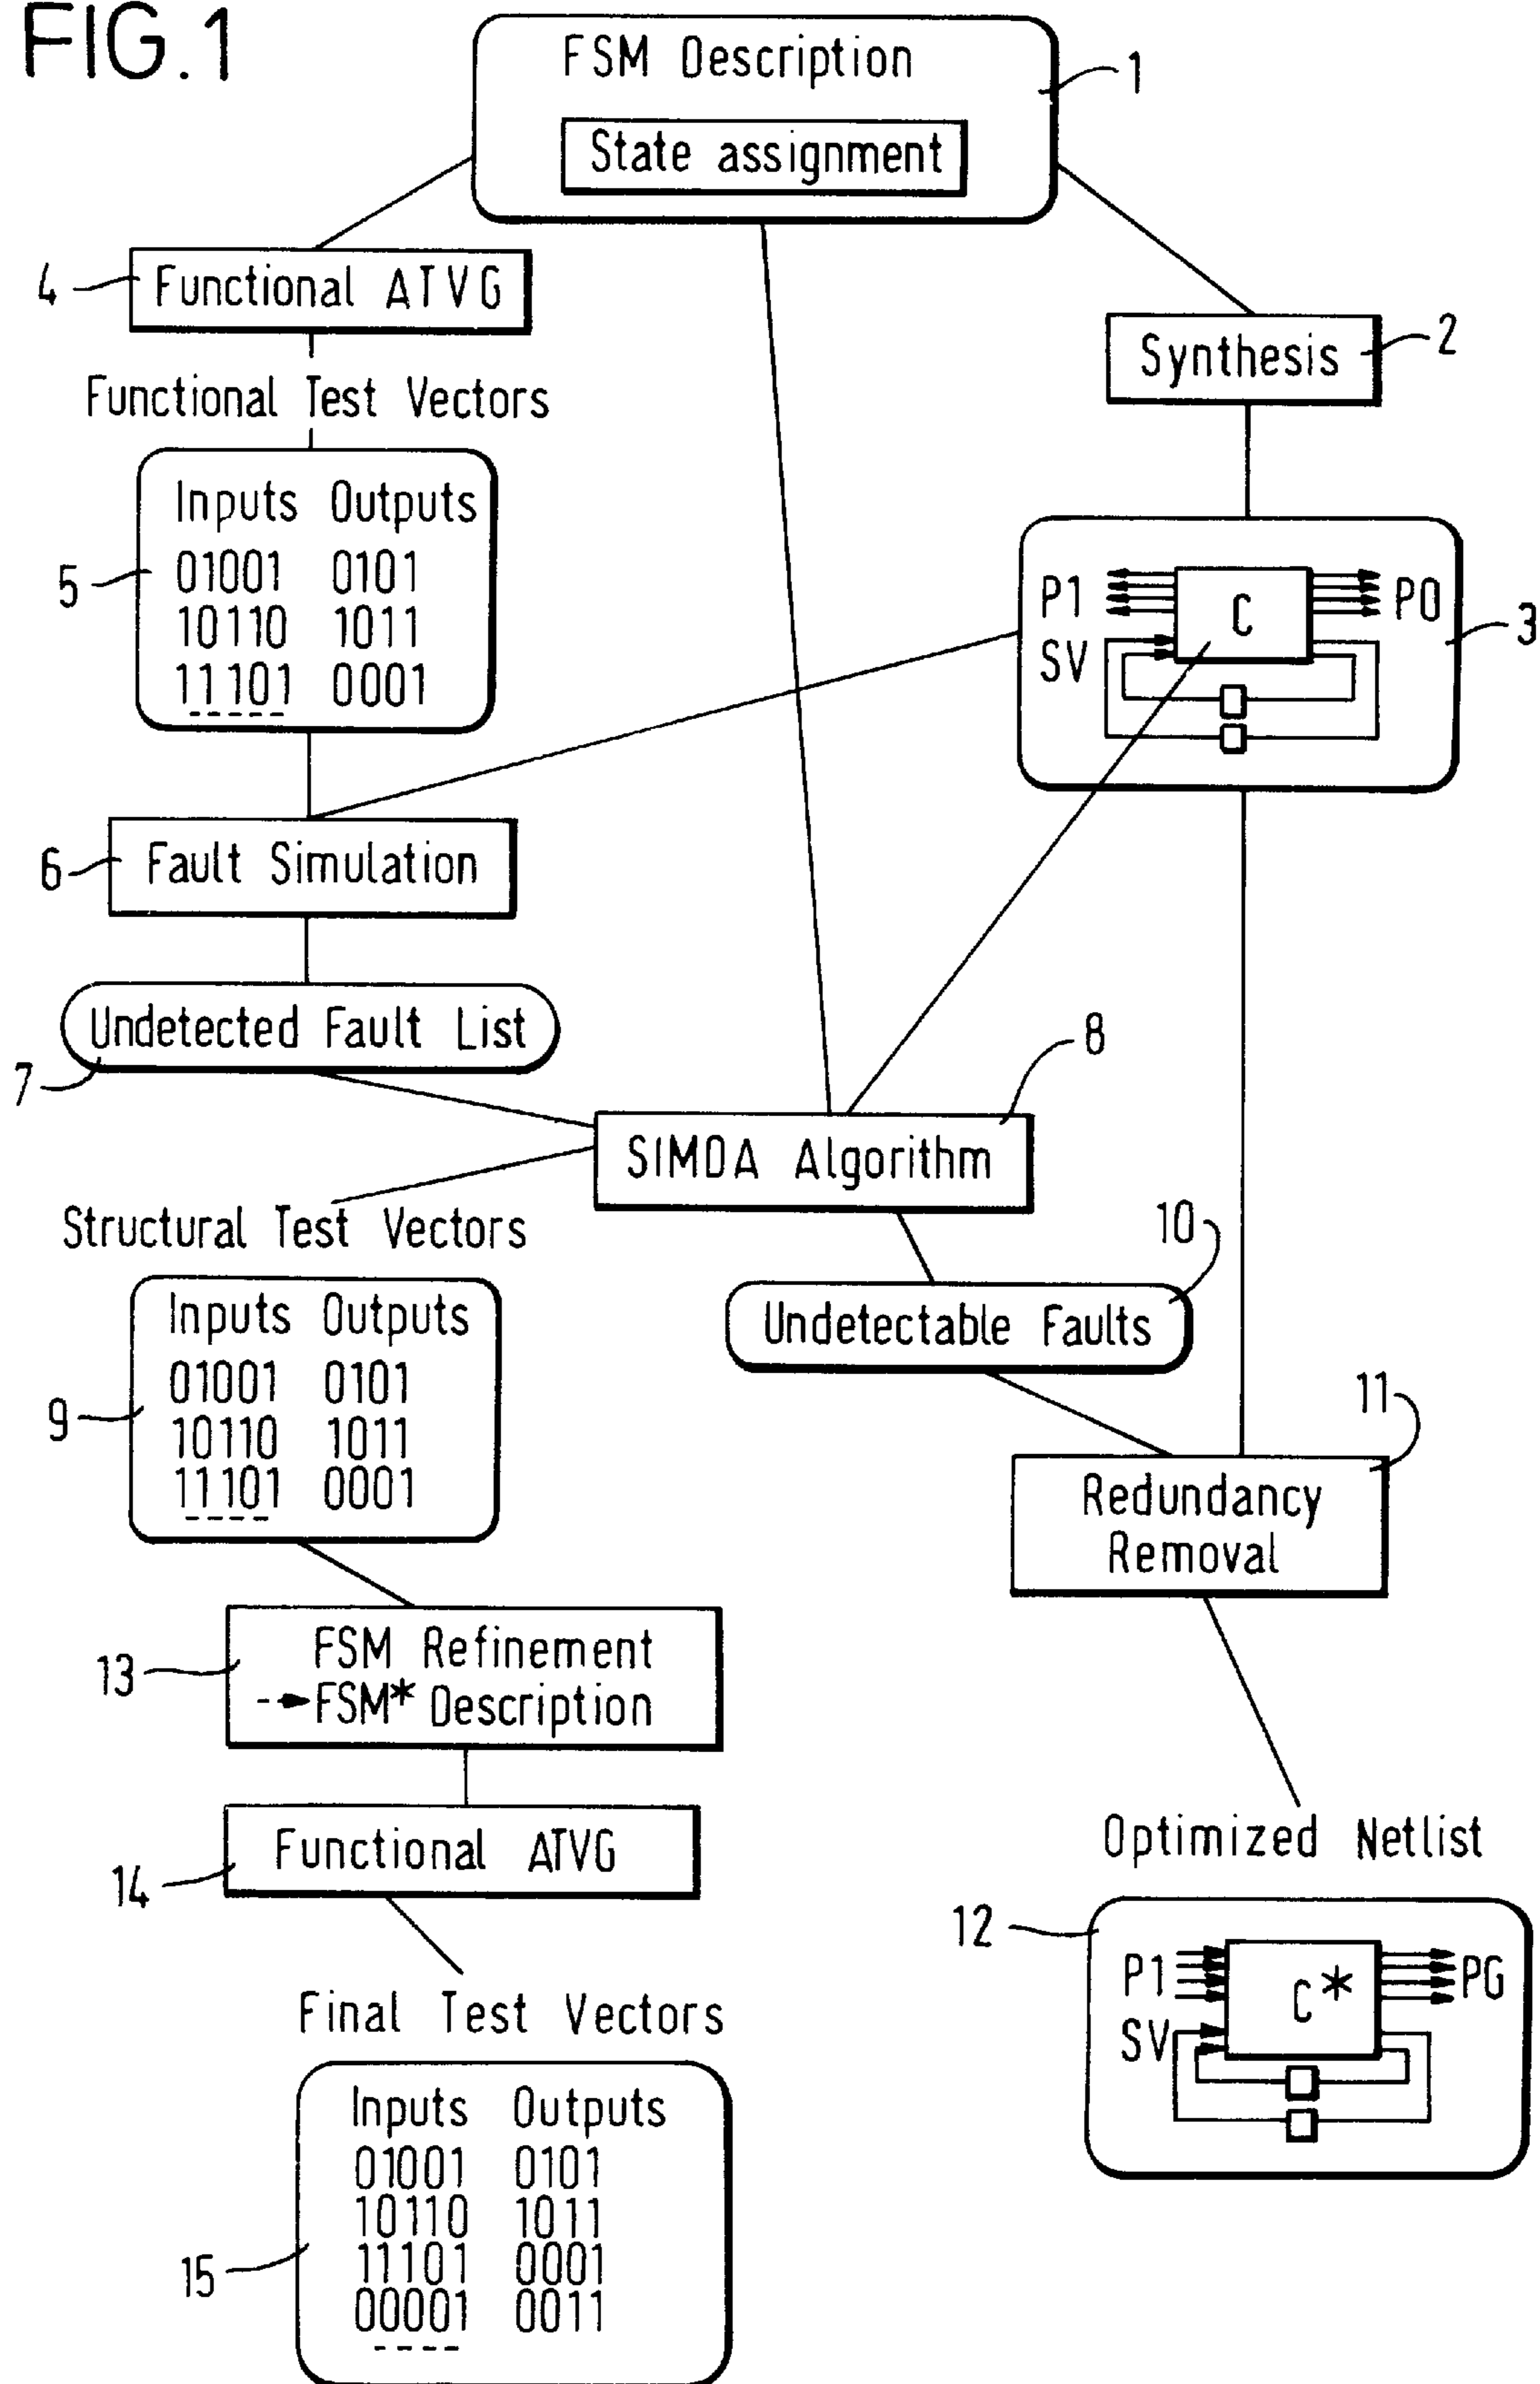 FIG.1
FSM Description
1
State assignment
4
Functional ATVG
Synthesis
2
Functional Test Vectors
Inputs Outputs
01001 0101
10110 1011
11101 0001
5
P1
C
PO
SV
3
6
Fault Simulation
Undetected Fault List
7
8
SIMDA Algorithm
Structural Test Vectors
10
Inputs Outputs
01001 0101
10110 1011
11101 0001
9
Undetectable Faults
11
Redundancy
Removal
13
FSM Refinement
FSM* Description
14
Functional ATVG
Optimized Netlist
12
P1
C*
PG
SV
Final Test Vectors
Inputs Outputs
01001 0101
10110 1011
11101 0001
00001 0011
15